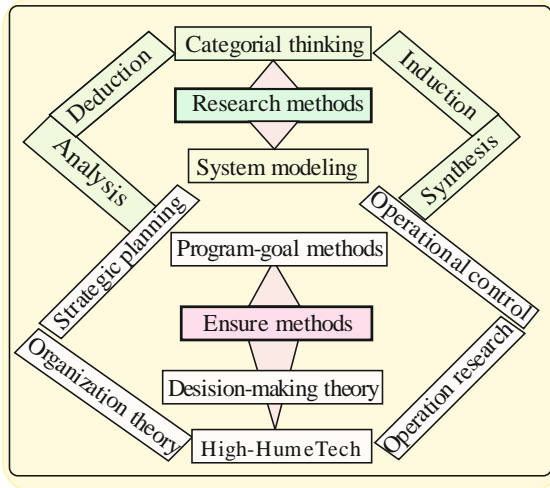 Categorial thinking
Deduction
Induction
Research methods
Analysis
Synthesis
System modeling
Strategic planning
Operational control
Program-goal methods
Ensure methods
Organization theory
Operation research
Desision-making theory
High-HumeTech